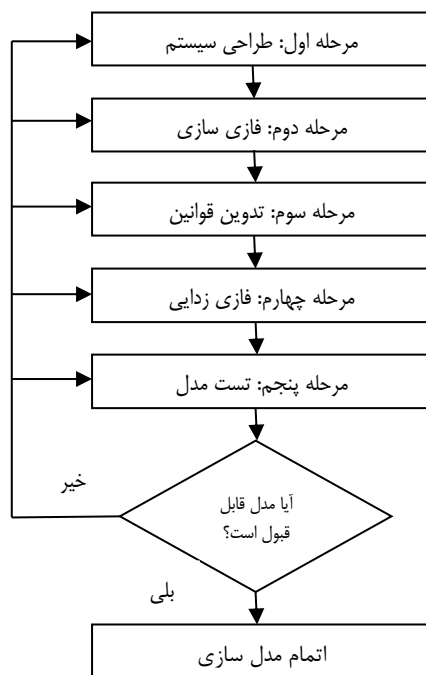 مرحله اول: طراحی سیستم
مرحله دوم: فازی سازی
مرحله سوم: تدوین قوانین
مرحله چهارم: فازی زدایی
مرحله پنجم: تست مدل
خیر
آیا مدل قابل
قبول است؟
بلی
اتمام مدل سازی